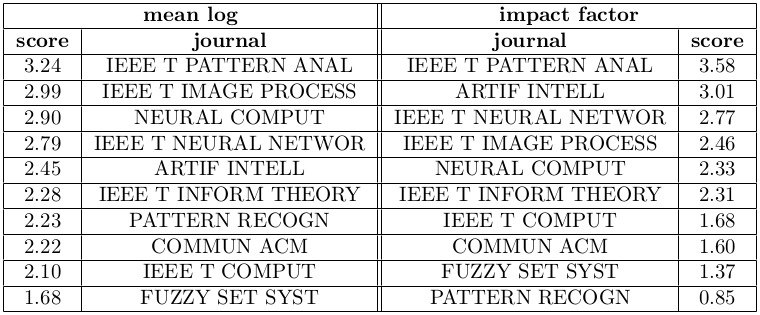 mean log impact factor
score journal journal score
3.24 IEEE T PATTERN ANAL IEEE T PATTERN ANAL 3.58
2.99 IEEE T IMAGE PROCESS ARTIF INTELL 3.01
2.90 NEURAL COMPUT IEEE T NEURAL NETWOR 2.77
2.79 IEEE T NEURAL NETWOR IEEE T IMAGE PROCESS 2.46
2.45 ARTIF INTELL NEURAL COMPUT 2.33
2.28 IEEE T INFORM THEORY IEEE T INFORM THEORY 2.31
2.23 PATTERN RECOGN IEEE T COMPUT 1.68
2.22 COMMUN ACM COMMUN ACM 1.60
2.10 IEEE T COMPUT FUZZY SET SYST 1.37
1.68 FUZZY SET SYST PATTERN RECOGN 0.85